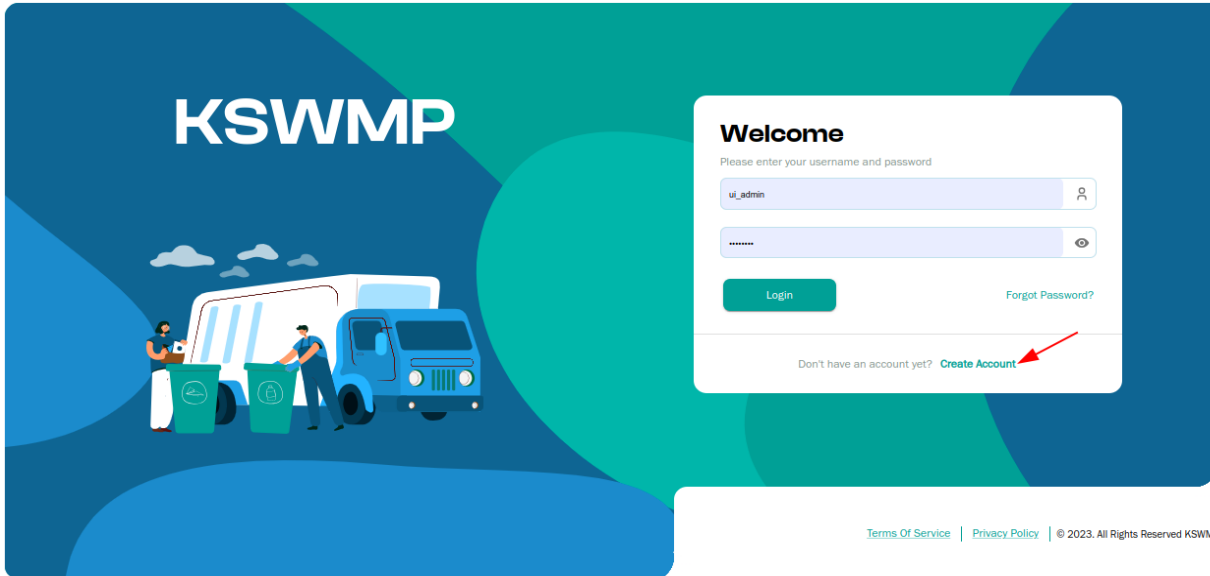 KSWMP
Welcome
Please enter your username and password
ui_admin
••••••••
Login
Forgot Password?
Don't have an account yet? Create Account
Terms Of Service | Privacy Policy | © 2023. All Rights Reserved KSWM